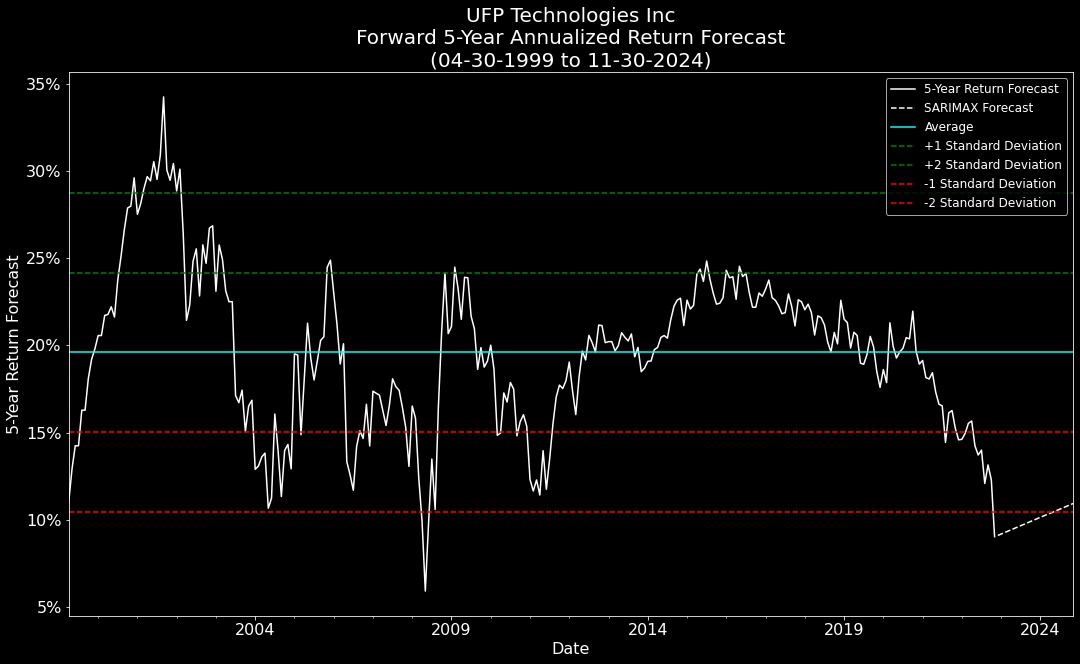 UFP Technologies Inc
Forward 5-Year Annualized Return Forecast
(04-30-1999 to 11-30-2024)
35%
30%
25%
20%
15%
10%
5%
5-Year Return Forecast
5-Year Return Forecast
SARIMAX Forecast
Average
+1 Standard Deviation
+2 Standard Deviation
-1 Standard Deviation
-2 Standard Deviation
2004 2009 2014 2019 2024
Date